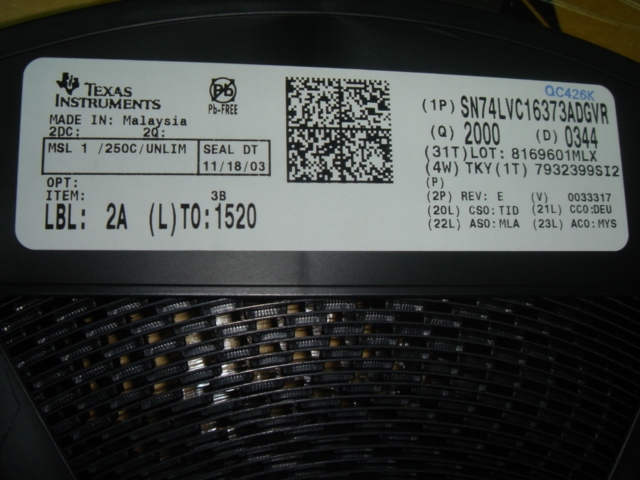 TEXAS
INSTRUMENTS
Pb
Pb-FREE
MADE IN: Malaysia
2DC: 2Q:
MSL 1 /250C/UNLIM
SEAL DT
11/18/03
OPT:
ITEM: 3B
LBL: 2A (L)TO:1520
QC426K
(1P) SN74LVC16373ADGVR
(Q) 2000 (D) 0344
(31T)LOT: 8169601MLX
(4W) TKY(1T) 7932399SI2
(P)
(2P) REV: E (V) 0033317
(20L) CSO:TID (21L) CCO:DEU
(22L) ASO:MLA (23L) ACO:MYS